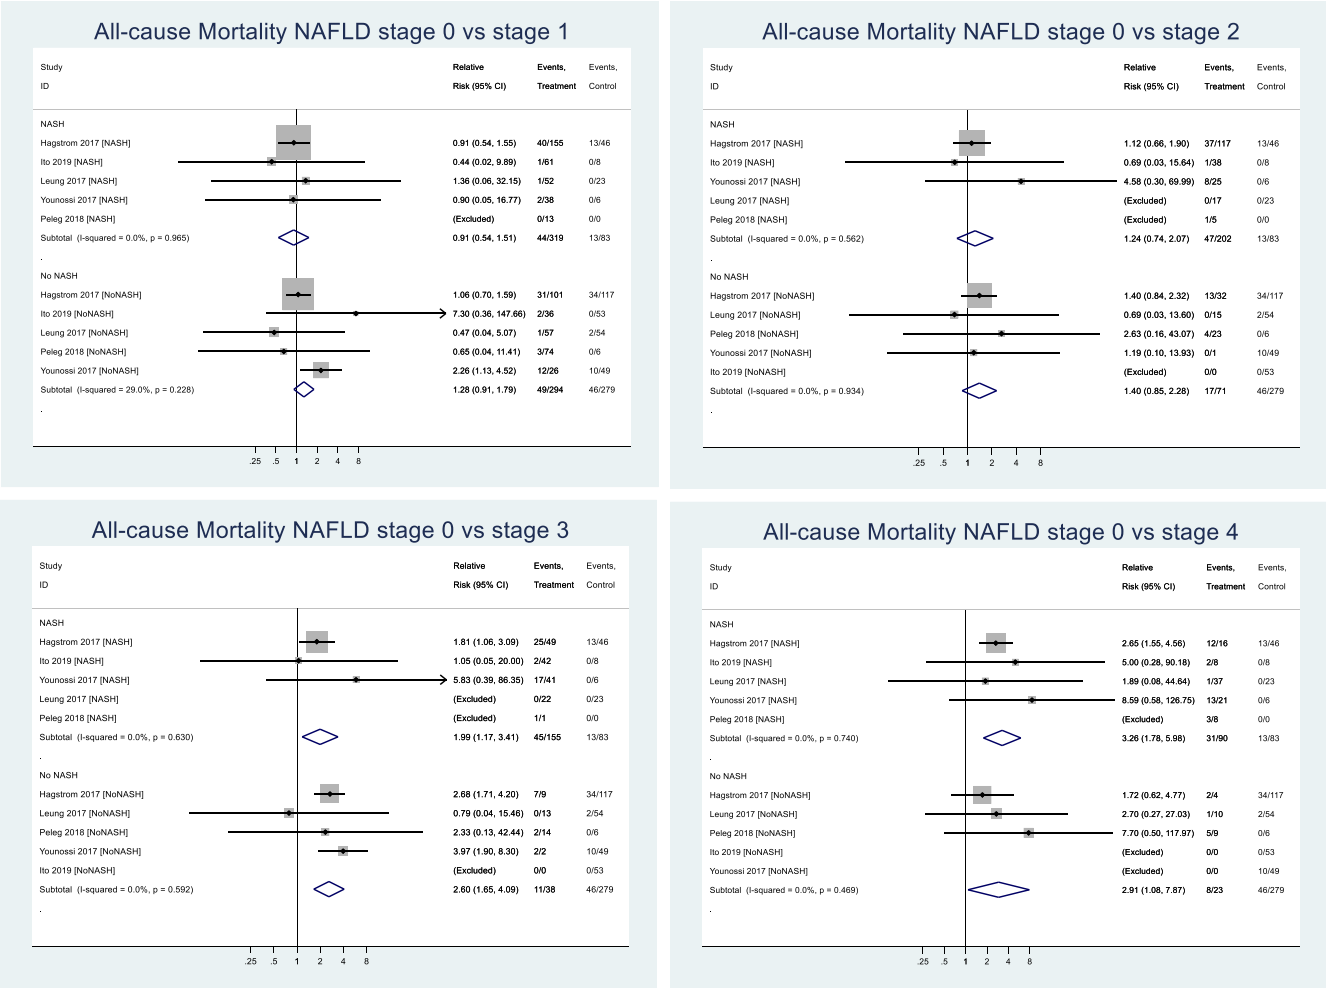 All-cause Mortality NAFLD stage 0 vs stage 1
Study Relative Events, Events,
ID Risk (95% CI) Treatment Control
NASH
Hagstrom 2017 [NASH] 0.91 (0.54, 1.55) 40/155 13/46
Ito 2019 [NASH] 0.44 (0.02, 9.89) 1/61 0/8
Leung 2017 [NASH] 1.36 (0.06, 32.15) 1/52 0/23
Younossi 2017 [NASH] 0.90 (0.05, 16.77) 2/38 0/6
Peleg 2018 [NASH] (Excluded) 0/13 0/0
Subtotal (I-squared = 0.0%, p = 0.965) 0.91 (0.54, 1.51) 44/319 13/83
.
No NASH
Hagstrom 2017 [NoNASH] 1.06 (0.70, 1.59) 31/101 34/117
Ito 2019 [NoNASH] 7.30 (0.36, 147.66) 2/36 0/53
Leung 2017 [NoNASH] 0.47 (0.04, 5.07) 1/57 2/54
Peleg 2018 [NoNASH] 0.65 (0.04, 11.41) 3/74 0/6
Younossi 2017 [NoNASH] 2.26 (1.13, 4.52) 12/26 10/49
Subtotal (I-squared = 29.0%, p = 0.228) 1.28 (0.91, 1.79) 49/294 46/279
.
.25 .5 1 2 4 8
All-cause Mortality NAFLD stage 0 vs stage 2
Study Relative Events, Events,
ID Risk (95% CI) Treatment Control
NASH
Hagstrom 2017 [NASH] 1.12 (0.66, 1.90) 37/117 13/46
Ito 2019 [NASH] 0.69 (0.03, 15.64) 1/38 0/8
Younossi 2017 [NASH] 4.58 (0.30, 69.99) 8/25 0/6
Leung 2017 [NASH] (Excluded) 0/17 0/23
Peleg 2018 [NASH] (Excluded) 1/5 0/0
Subtotal (I-squared = 0.0%, p = 0.562) 1.24 (0.74, 2.07) 47/202 13/83
.
No NASH
Hagstrom 2017 [NoNASH] 1.40 (0.84, 2.32) 13/32 34/117
Leung 2017 [NoNASH] 0.69 (0.03, 13.60) 0/15 2/54
Peleg 2018 [NoNASH] 2.63 (0.16, 43.07) 4/23 0/6
Younossi 2017 [NoNASH] 1.19 (0.10, 13.93) 0/1 10/49
Ito 2019 [NoNASH] (Excluded) 0/0 0/53
Subtotal (I-squared = 0.0%, p = 0.934) 1.40 (0.85, 2.28) 17/71 46/279
.
.25 .5 1 2 4 8
All-cause Mortality NAFLD stage 0 vs stage 3
Study Relative Events, Events,
ID Risk (95% CI) Treatment Control
NASH
Hagstrom 2017 [NASH] 1.81 (1.06, 3.09) 25/49 13/46
Ito 2019 [NASH] 1.05 (0.05, 20.00) 2/42 0/8
Younossi 2017 [NASH] 5.83 (0.39, 86.35) 17/41 0/6
Leung 2017 [NASH] (Excluded) 0/22 0/23
Peleg 2018 [NASH] (Excluded) 1/1 0/0
Subtotal (I-squared = 0.0%, p = 0.630) 1.99 (1.17, 3.41) 45/155 13/83
.
No NASH
Hagstrom 2017 [NoNASH] 2.68 (1.71, 4.20) 7/9 34/117
Leung 2017 [NoNASH] 0.79 (0.04, 15.46) 0/13 2/54
Peleg 2018 [NoNASH] 2.33 (0.13, 42.44) 2/14 0/6
Younossi 2017 [NoNASH] 3.97 (1.90, 8.30) 2/2 10/49
Ito 2019 [NoNASH] (Excluded) 0/0 0/53
Subtotal (I-squared = 0.0%, p = 0.592) 2.60 (1.65, 4.09) 11/38 46/279
.
.25 .5 1 2 4 8
All-cause Mortality NAFLD stage 0 vs stage 4
Study Relative Events, Events,
ID Risk (95% CI) Treatment Control
NASH
Hagstrom 2017 [NASH] 2.65 (1.55, 4.56) 12/16 13/46
Ito 2019 [NASH] 5.00 (0.28, 90.18) 2/8 0/8
Leung 2017 [NASH] 1.89 (0.08, 44.64) 1/37 0/23
Younossi 2017 [NASH] 8.59 (0.58, 126.75) 13/21 0/6
Peleg 2018 [NASH] (Excluded) 3/8 0/0
Subtotal (I-squared = 0.0%, p = 0.740) 3.26 (1.78, 5.98) 31/90 13/83
.
No NASH
Hagstrom 2017 [NoNASH] 1.72 (0.62, 4.77) 2/4 34/117
Leung 2017 [NoNASH] 2.70 (0.27, 27.03) 1/10 2/54
Peleg 2018 [NoNASH] 7.70 (0.50, 117.97) 5/9 0/6
Ito 2019 [NoNASH] (Excluded) 0/0 0/53
Younossi 2017 [NoNASH] (Excluded) 0/0 10/49
Subtotal (I-squared = 0.0%, p = 0.469) 2.91 (1.08, 7.87) 8/23 46/279
.
.25 .5 1 2 4 8